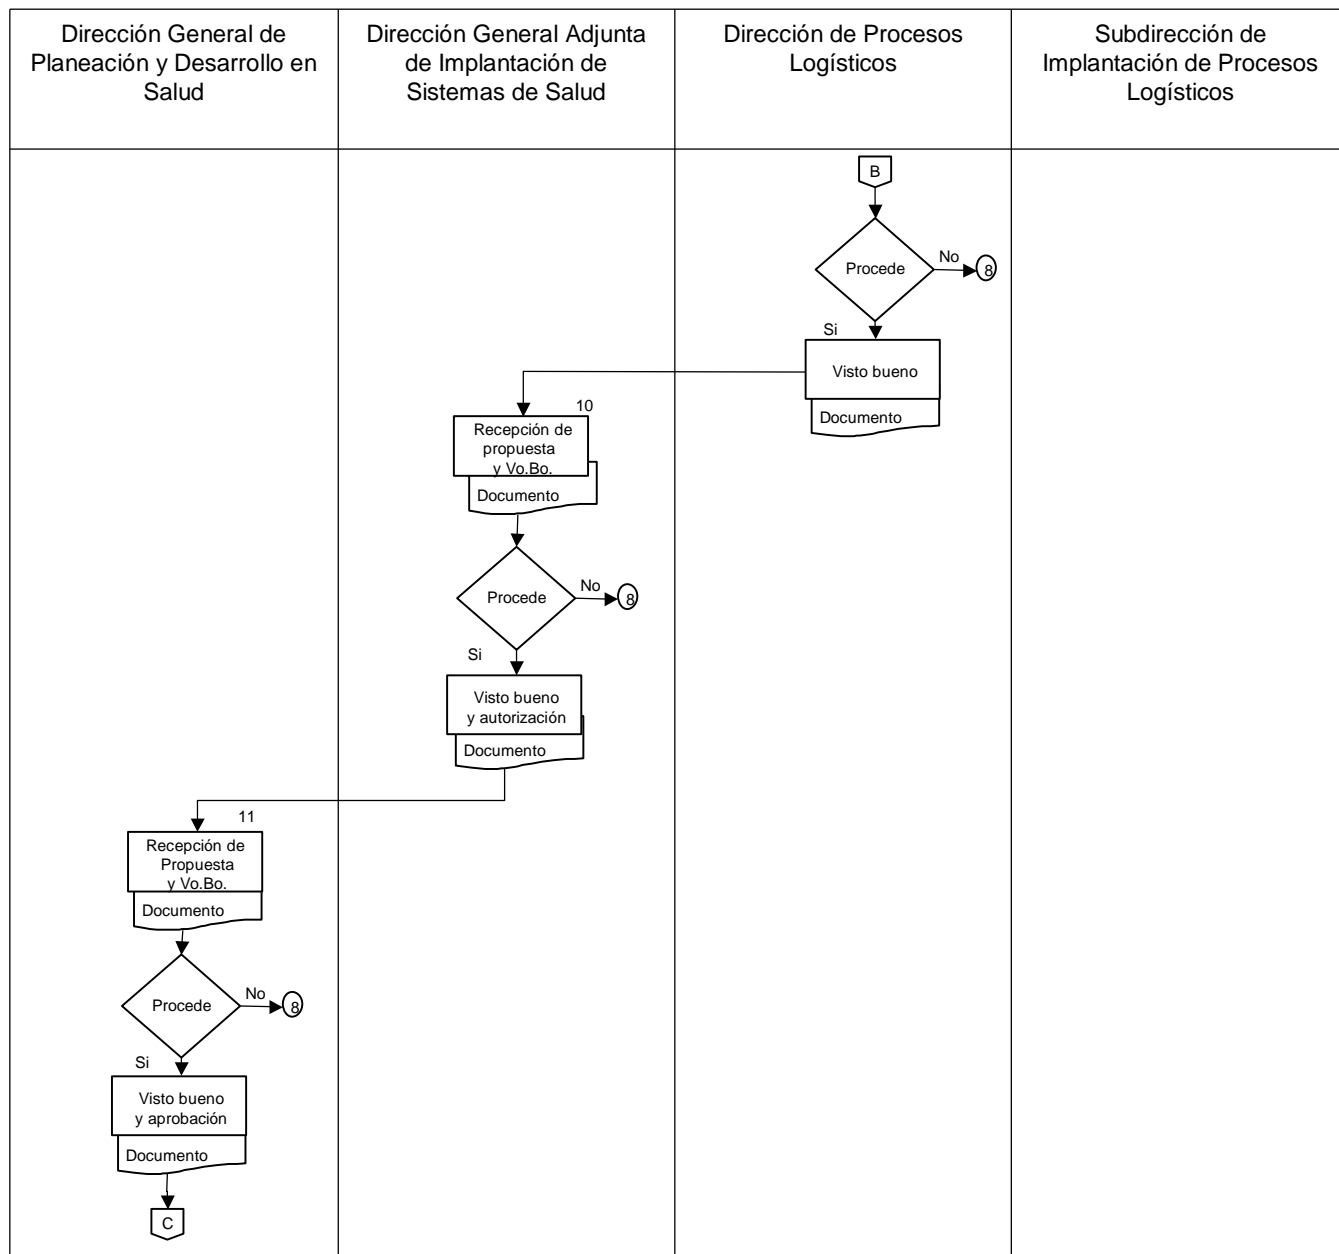 Dirección General de
Planeación y Desarrollo en
Salud
Dirección General Adjunta
de Implantación de
Sistemas de Salud
Dirección de Procesos
Logísticos
Subdirección de
Implantación de Procesos
Logísticos
B
Procede
No
8
Si
Visto bueno
Documento
10
Recepción de
propuesta
y Vo.Bo.
Documento
Procede
No
8
Si
Visto bueno
y autorización
Documento
11
Recepción de
Propuesta
y Vo.Bo.
Documento
Procede
No
8
Si
Visto bueno
y aprobación
Documento
C